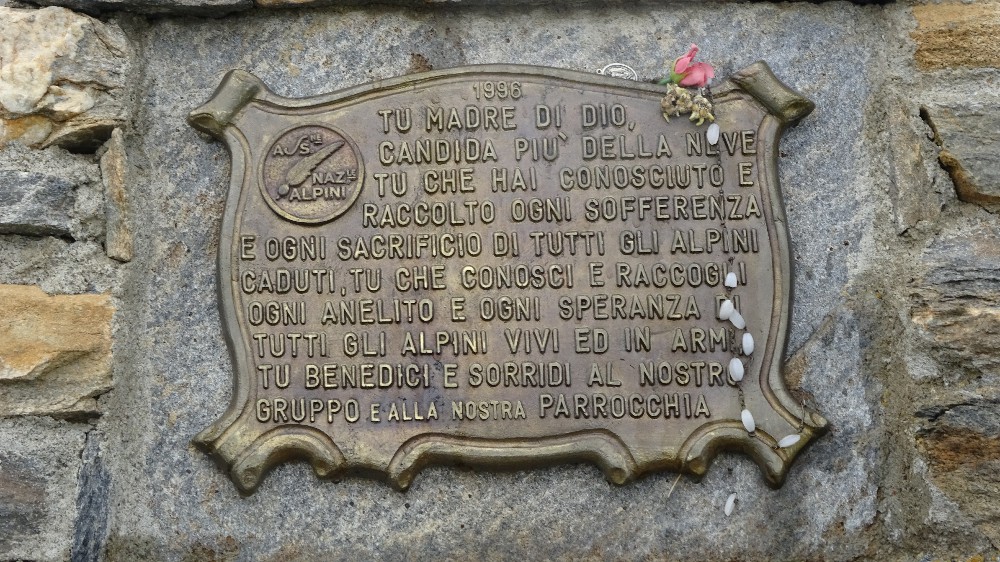 1996
TU MADRE DI DIO,
CANDIDA PIU` DELLA NEVE
TU CHE HAI CONOSCIUTO E
RACCOLTO OGNI SOFFERENZA
E OGNI SACRIFICIO DI TUTTI GLI ALPINI
CADUTI, TU CHE CONOSCI E RACCOGLI
OGNI ANELITO E OGNI SPERANZA DI
TUTTI GLI ALPINI VIVI ED IN ARMI
TU BENEDICI E SORRIDI AL NOSTRO
GRUPPO E ALLA NOSTRA PARROCCHIA
ASS.NE
NAZ.LE
ALPINI